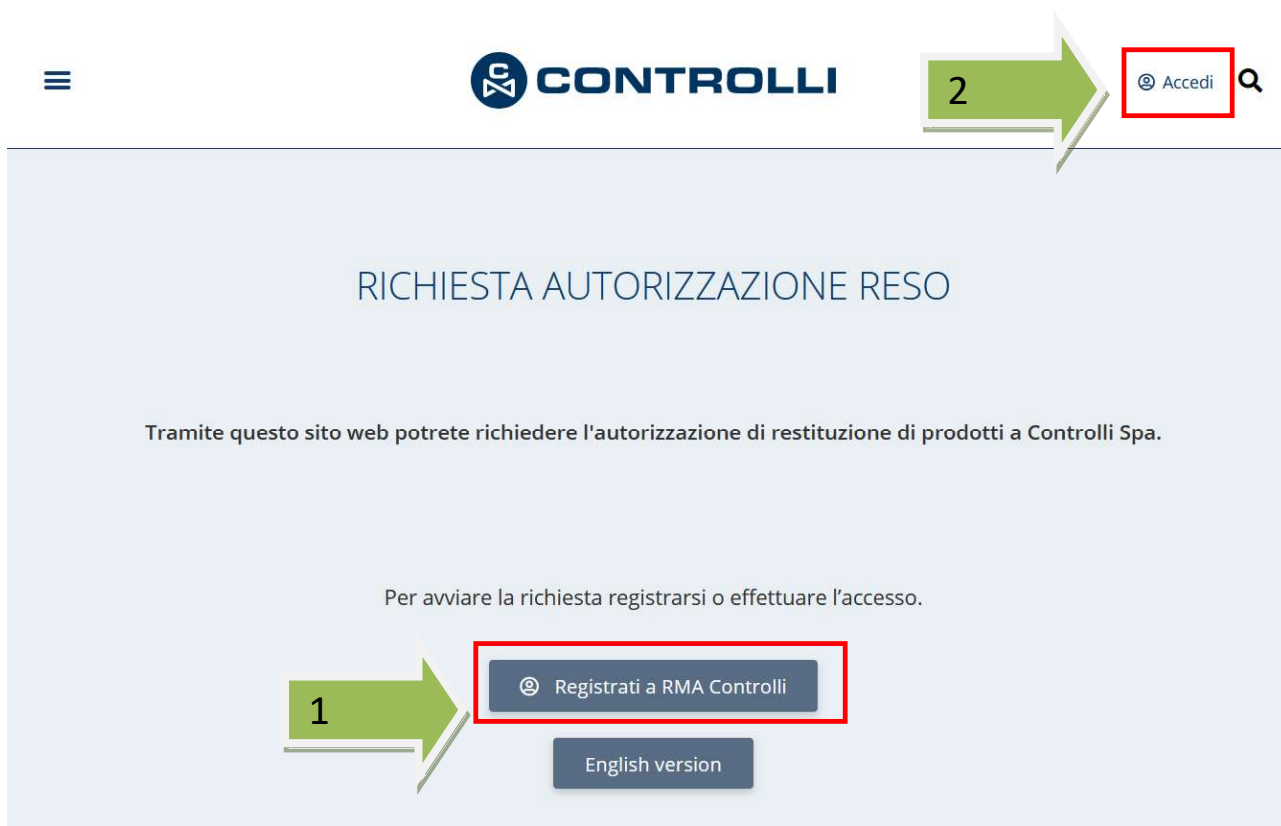 CONTROLLI
2
Accedi
RICHIESTA AUTORIZZAZIONE RESO
Tramite questo sito web potrete richiedere l'autorizzazione di restituzione di prodotti a Controlli Spa.
Per avviare la richiesta registrarsi o effettuare l’accesso.
1
Registrati a RMA Controlli
English version